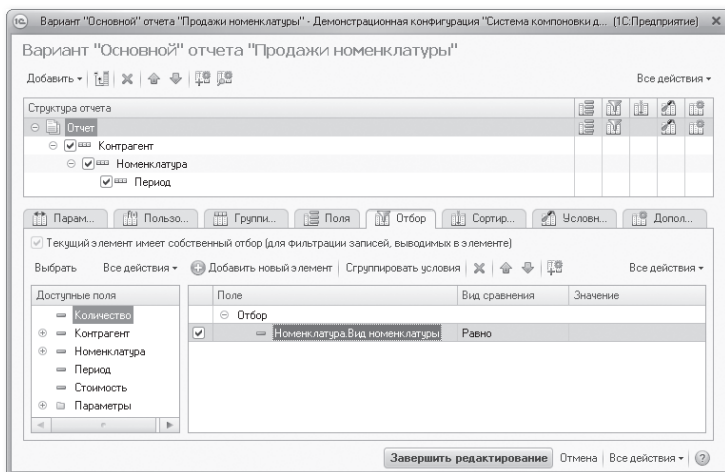 1С Вариант "Основной" отчета "Продажи номенклатуры" - Демонстрационная конфигурация "Система компоновки д... (1С:Предприятие)
Вариант "Основной" отчета "Продажи номенклатуры"
Добавить Все действия
Структура отчета
Отчет
Контрагент
Номенклатура
Период
Парам... Пользо... Группи... Поля Отбор Сортир... Условн... Допол...
Текущий элемент имеет собственный отбор (для фильтрации записей, выводимых в элементе)
Выбрать Все действия Добавить новый элемент Сгруппировать условия Все действия
Доступные поля Поле Вид сравнения Значение
Количество Отбор
Контрагент Номенклатура.Вид номенклатуры Равно
Номенклатура
Период
Стоимость
Параметры
Завершить редактирование Отмена Все действия ?